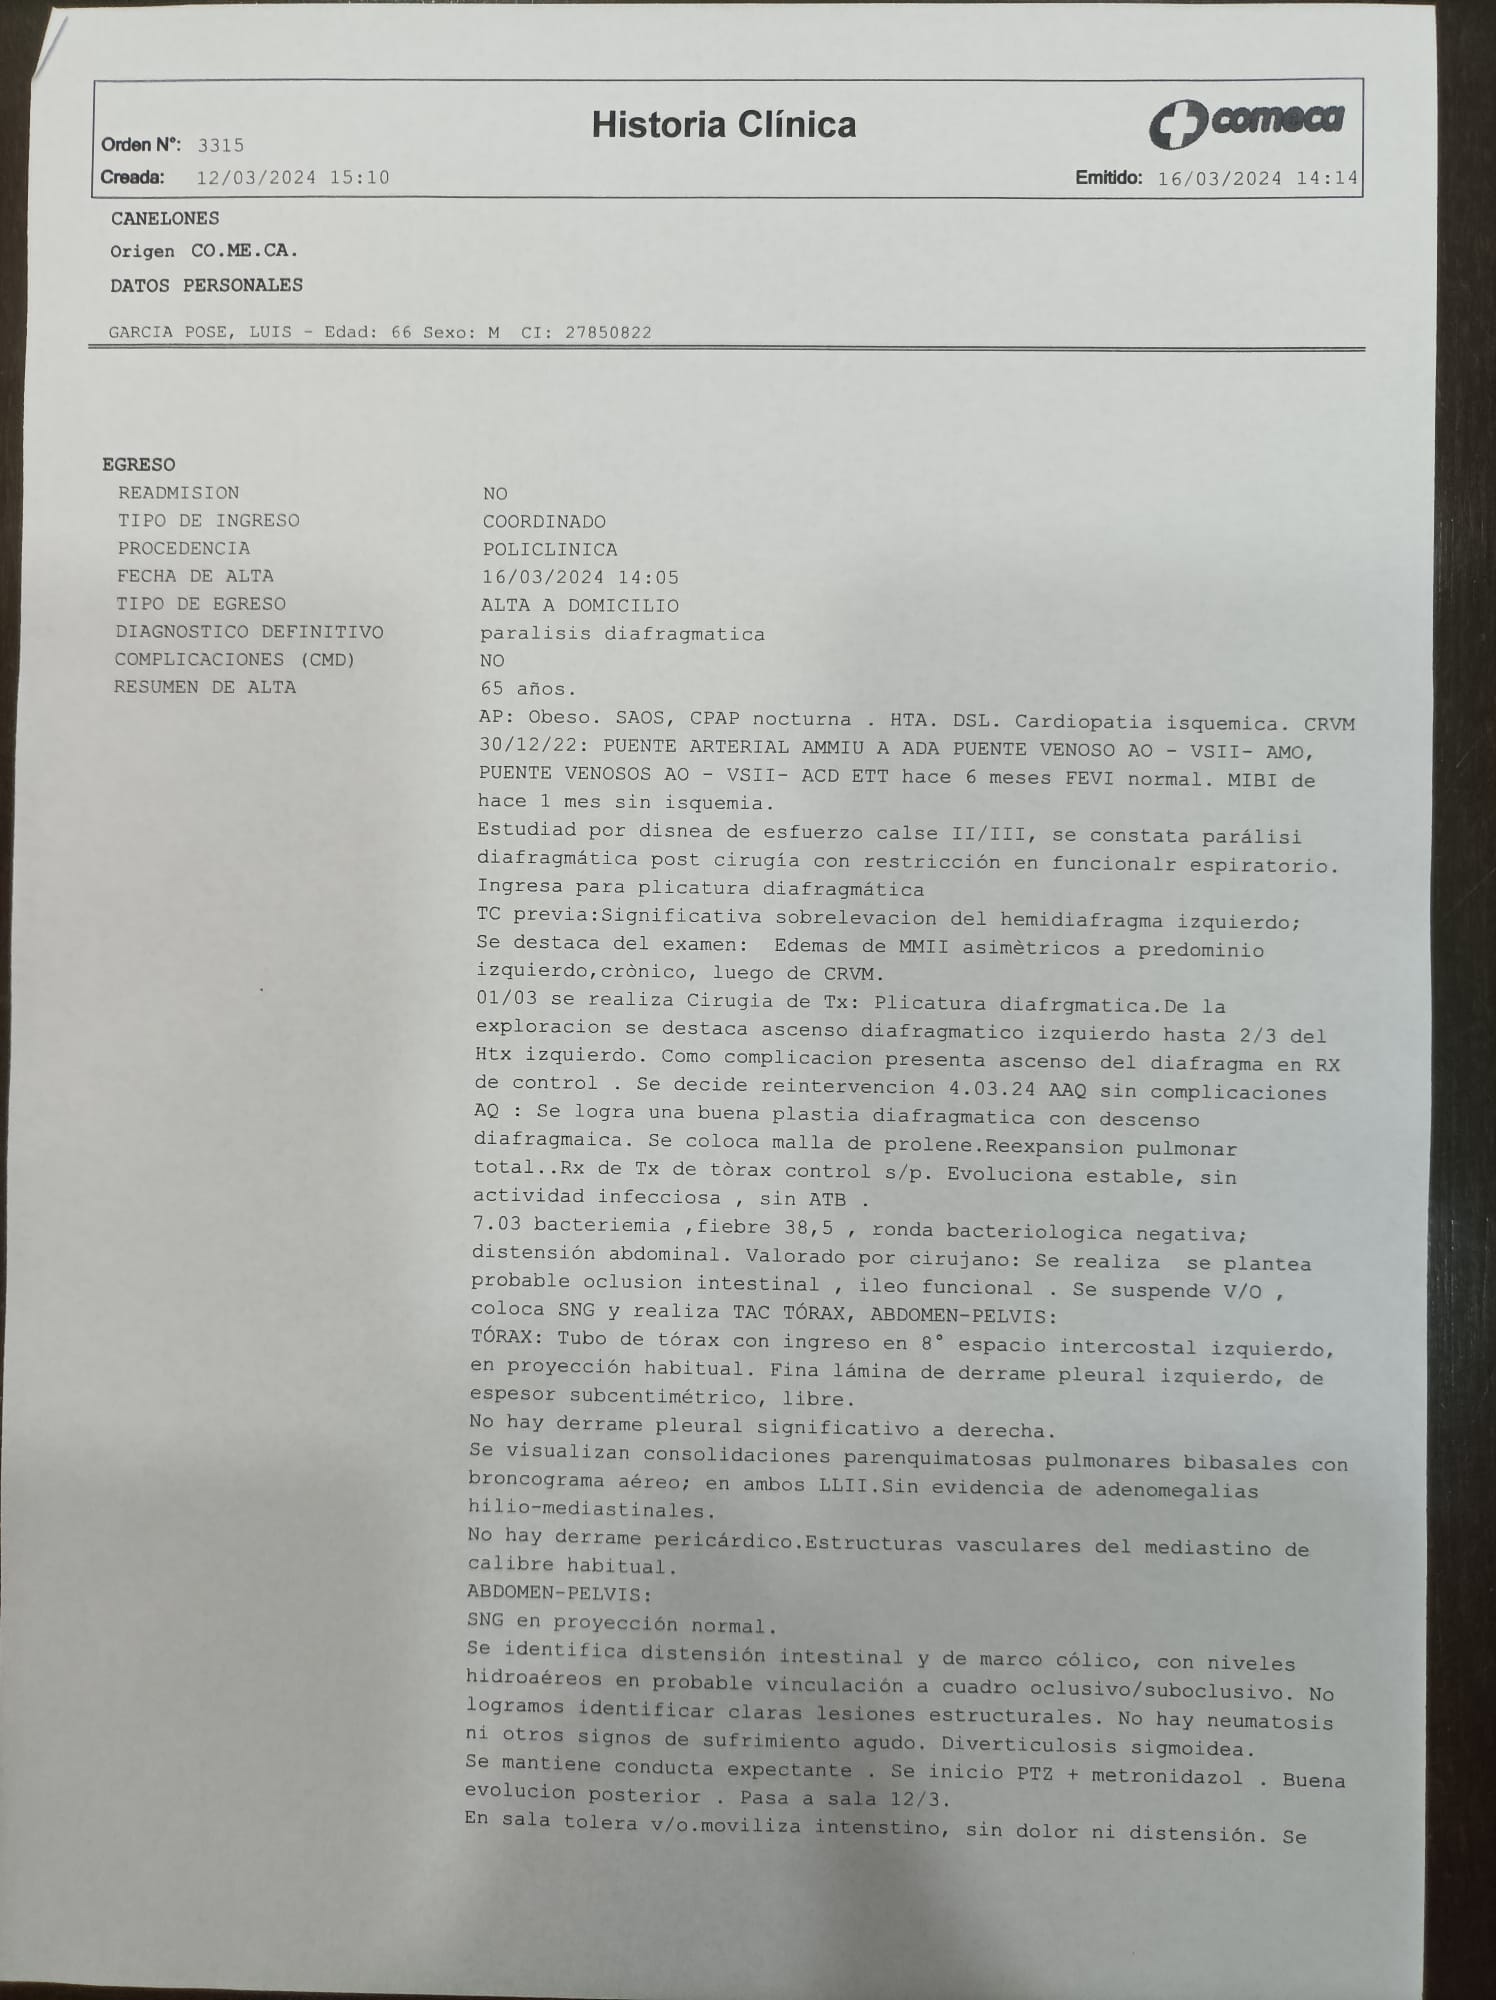 Historia Clínica
comeca
Orden N°: 3315
Creada: 12/03/2024 15:10
Emitido: 16/03/2024 14:14
CANELONES
Origen CO.ME.CA.
DATOS PERSONALES
GARCIA POSE, LUIS - Edad: 66 Sexo: M CI: 27850822
EGRESO
READMISION NO
TIPO DE INGRESO COORDINADO
PROCEDENCIA POLICLINICA
FECHA DE ALTA 16/03/2024 14:05
TIPO DE EGRESO ALTA A DOMICILIO
DIAGNOSTICO DEFINITIVO paralisis diafragmatica
COMPLICACIONES (CMD) NO
RESUMEN DE ALTA 65 años.
AP: Obeso. SAOS, CPAP nocturna . HTA. DSL. Cardiopatia isquemica. CRVM
30/12/22: PUENTE ARTERIAL AMMIU A ADA PUENTE VENOSO AO - VSII- AMO,
PUENTE VENOSOS AO - VSII- ACD ETT hace 6 meses FEVI normal. MIBI de
hace 1 mes sin isquemia.
Estudiad por disnea de esfuerzo calse II/III, se constata parálisi
diafragmática post cirugía con restricción en funcionalr espiratorio.
Ingresa para plicatura diafragmática
TC previa:Significativa sobrelevacion del hemidiafragma izquierdo;
Se destaca del examen: Edemas de MMII asimètricos a predominio
izquierdo,crònico, luego de CRVM.
01/03 se realiza Cirugia de Tx: Plicatura diafrgmatica.De la
exploracion se destaca ascenso diafragmatico izquierdo hasta 2/3 del
Htx izquierdo. Como complicacion presenta ascenso del diafragma en RX
de control . Se decide reintervencion 4.03.24 AAQ sin complicaciones
AQ : Se logra una buena plastia diafragmatica con descenso
diafragmaica. Se coloca malla de prolene.Reexpansion pulmonar
total..Rx de Tx de tòrax control s/p. Evoluciona estable, sin
actividad infecciosa , sin ATB .
7.03 bacteriemia ,fiebre 38,5 , ronda bacteriologica negativa;
distensión abdominal. Valorado por cirujano: Se realiza se plantea
probable oclusion intestinal , ileo funcional . Se suspende V/O ,
coloca SNG y realiza TAC TÓRAX, ABDOMEN-PELVIS:
TÓRAX: Tubo de tórax con ingreso en 8° espacio intercostal izquierdo,
en proyección habitual. Fina lámina de derrame pleural izquierdo, de
espesor subcentimétrico, libre.
No hay derrame pleural significativo a derecha.
Se visualizan consolidaciones parenquimatosas pulmonares bibasales con
broncograma aéreo; en ambos LLII.Sin evidencia de adenomegalias
hilio-mediastinales.
No hay derrame pericárdico.Estructuras vasculares del mediastino de
calibre habitual.
ABDOMEN-PELVIS:
SNG en proyección normal.
Se identifica distensión intestinal y de marco cólico, con niveles
hidroaéreos en probable vinculación a cuadro oclusivo/suboclusivo. No
logramos identificar claras lesiones estructurales. No hay neumatosis
ni otros signos de sufrimiento agudo. Diverticulosis sigmoidea.
Se mantiene conducta expectante . Se inicio PTZ + metronidazol . Buena
evolucion posterior . Pasa a sala 12/3.
En sala tolera v/o.moviliza intenstino, sin dolor ni distensión. Se